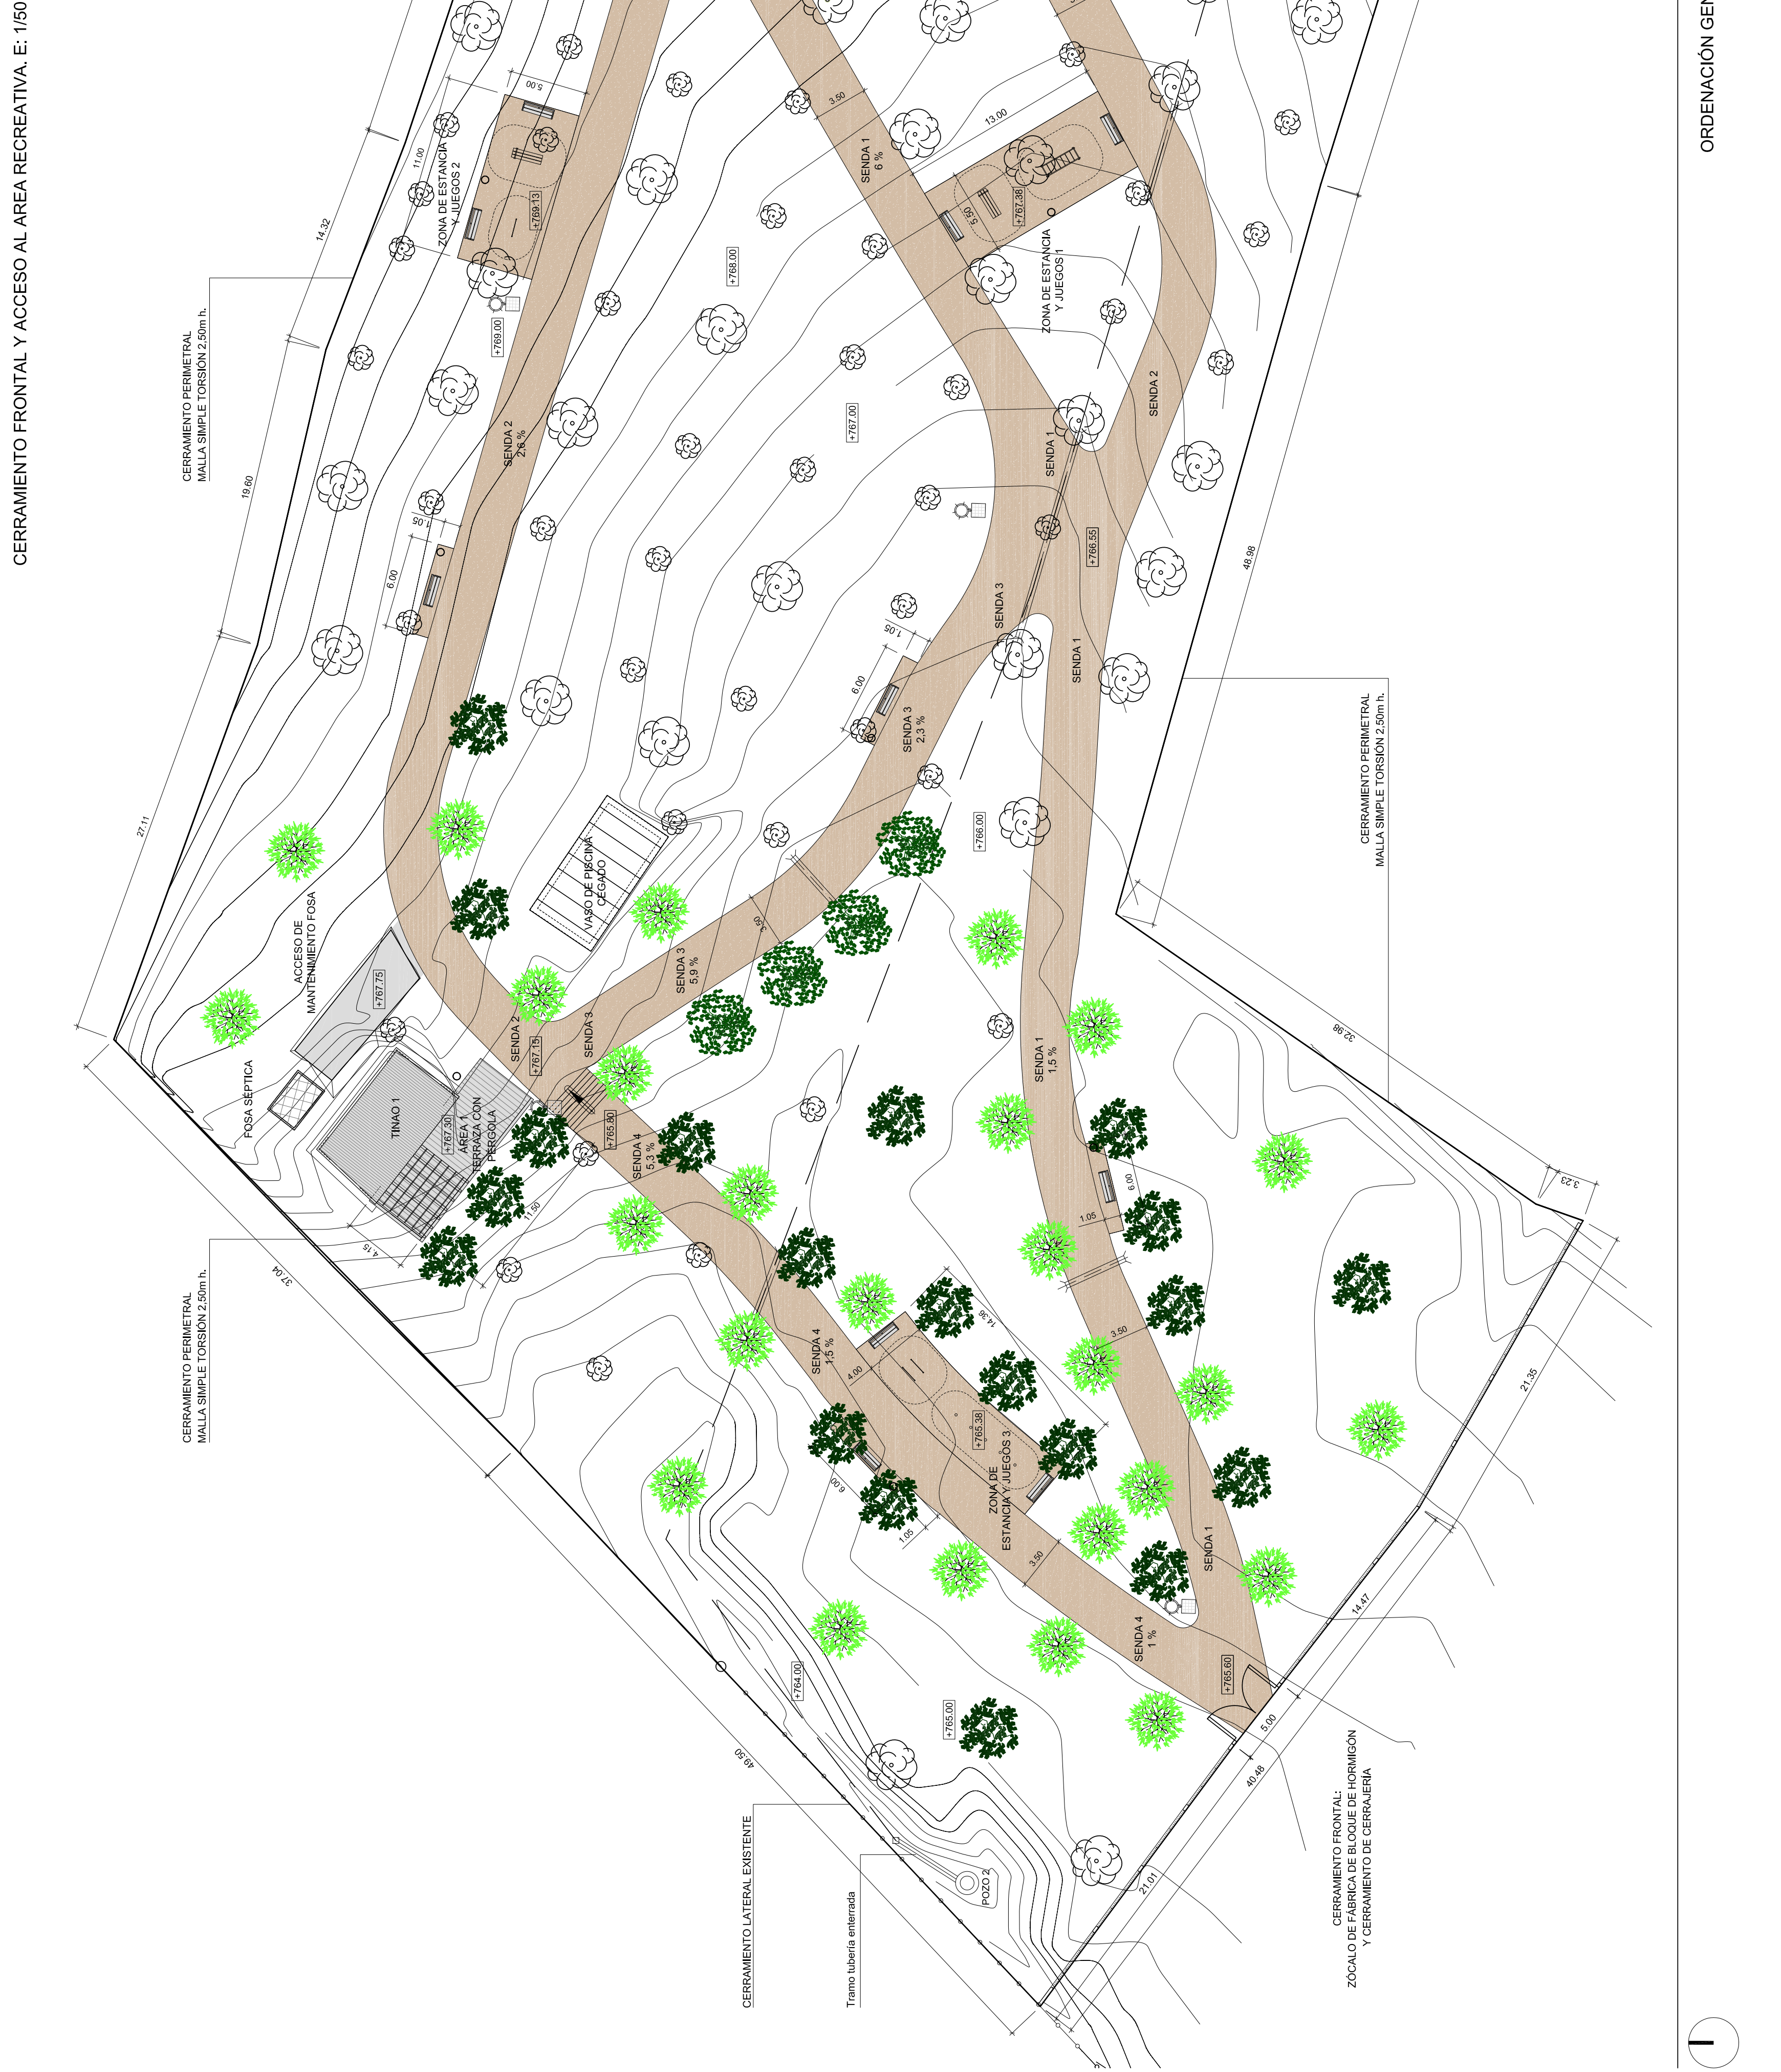 CERRAMIENTO FRONTAL Y ACCESO AL AREA RECREATIVA. E: 1/50
ORDENACIÓN GEN
CERRAMIENTO PERIMETRAL
MALLA SIMPLE TORSIÓN 2,50m h.
14.32
19.60
27.11
11.00
ZONA DE ESTANCIA
Y JUEGOS 2
5.00
+769.13
+769.00
SENDA 2
2,6 %
1.05
6.00
+768.00
+767.00
3.50
SENDA 1
6 %
13.00
5.50
+767.38
ZONA DE ESTANCIA
Y JUEGOS 1
SENDA 2
SENDA 1
+766.55
48.98
SENDA 3
SENDA 1
1.05
6.00
SENDA 3
2,3 %
+766.00
CERRAMIENTO PERIMETRAL
MALLA SIMPLE TORSIÓN 2,50m h.
VASO DE PISCINA
CEGADO
3.50
SENDA 3
5,9 %
ACCESO DE
MANTENIMIENTO FOSA
+767.75
FOSA SÉPTICA
TINAO 1
+767.30
ÁREA 1
TERRAZA CON
PERGOLA
SENDA 2
+767.15
SENDA 3
+765.80
SENDA 4
5,3 %
11.50
4.15
37.04
CERRAMIENTO PERIMETRAL
MALLA SIMPLE TORSIÓN 2,50m h.
SENDA 1
1,5 %
32.98
3.23
6.00
1.05
3.50
14.36
SENDA 4
1,5 %
4.00
+765.38
ZONA DE
ESTANCIA Y JUEGOS 3
6.00
1.05
3.50
SENDA 1
21.35
14.47
SENDA 4
1 %
+765.60
5.00
40.48
21.01
+764.00
+765.00
49.50
CERRAMIENTO LATERAL EXISTENTE
Tramo tubería enterrada
POZO 2
CERRAMIENTO FRONTAL:
ZÓCALO DE FÁBRICA DE BLOQUE DE HORMIGÓN
Y CERRAMIENTO DE CERRAJERÍA